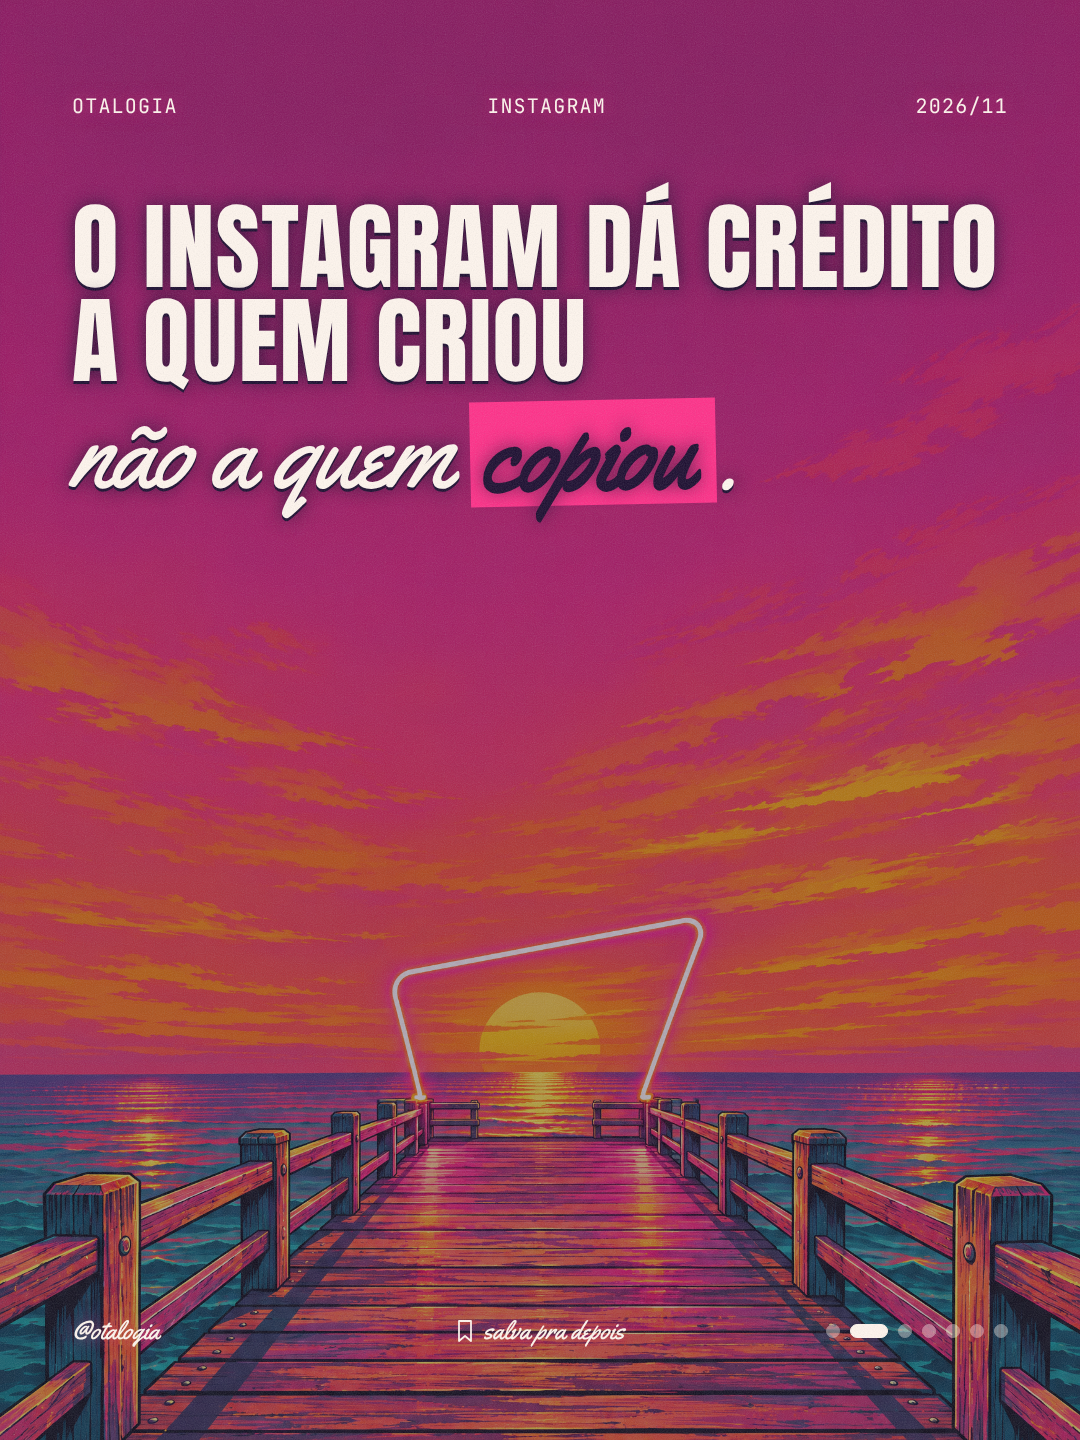 OTALOGIA
INSTAGRAM
2026/11
O INSTAGRAM DÁ CRÉDITO
A QUEM CRIOU
não a quem copiou.
@otalogia
salva pra depois